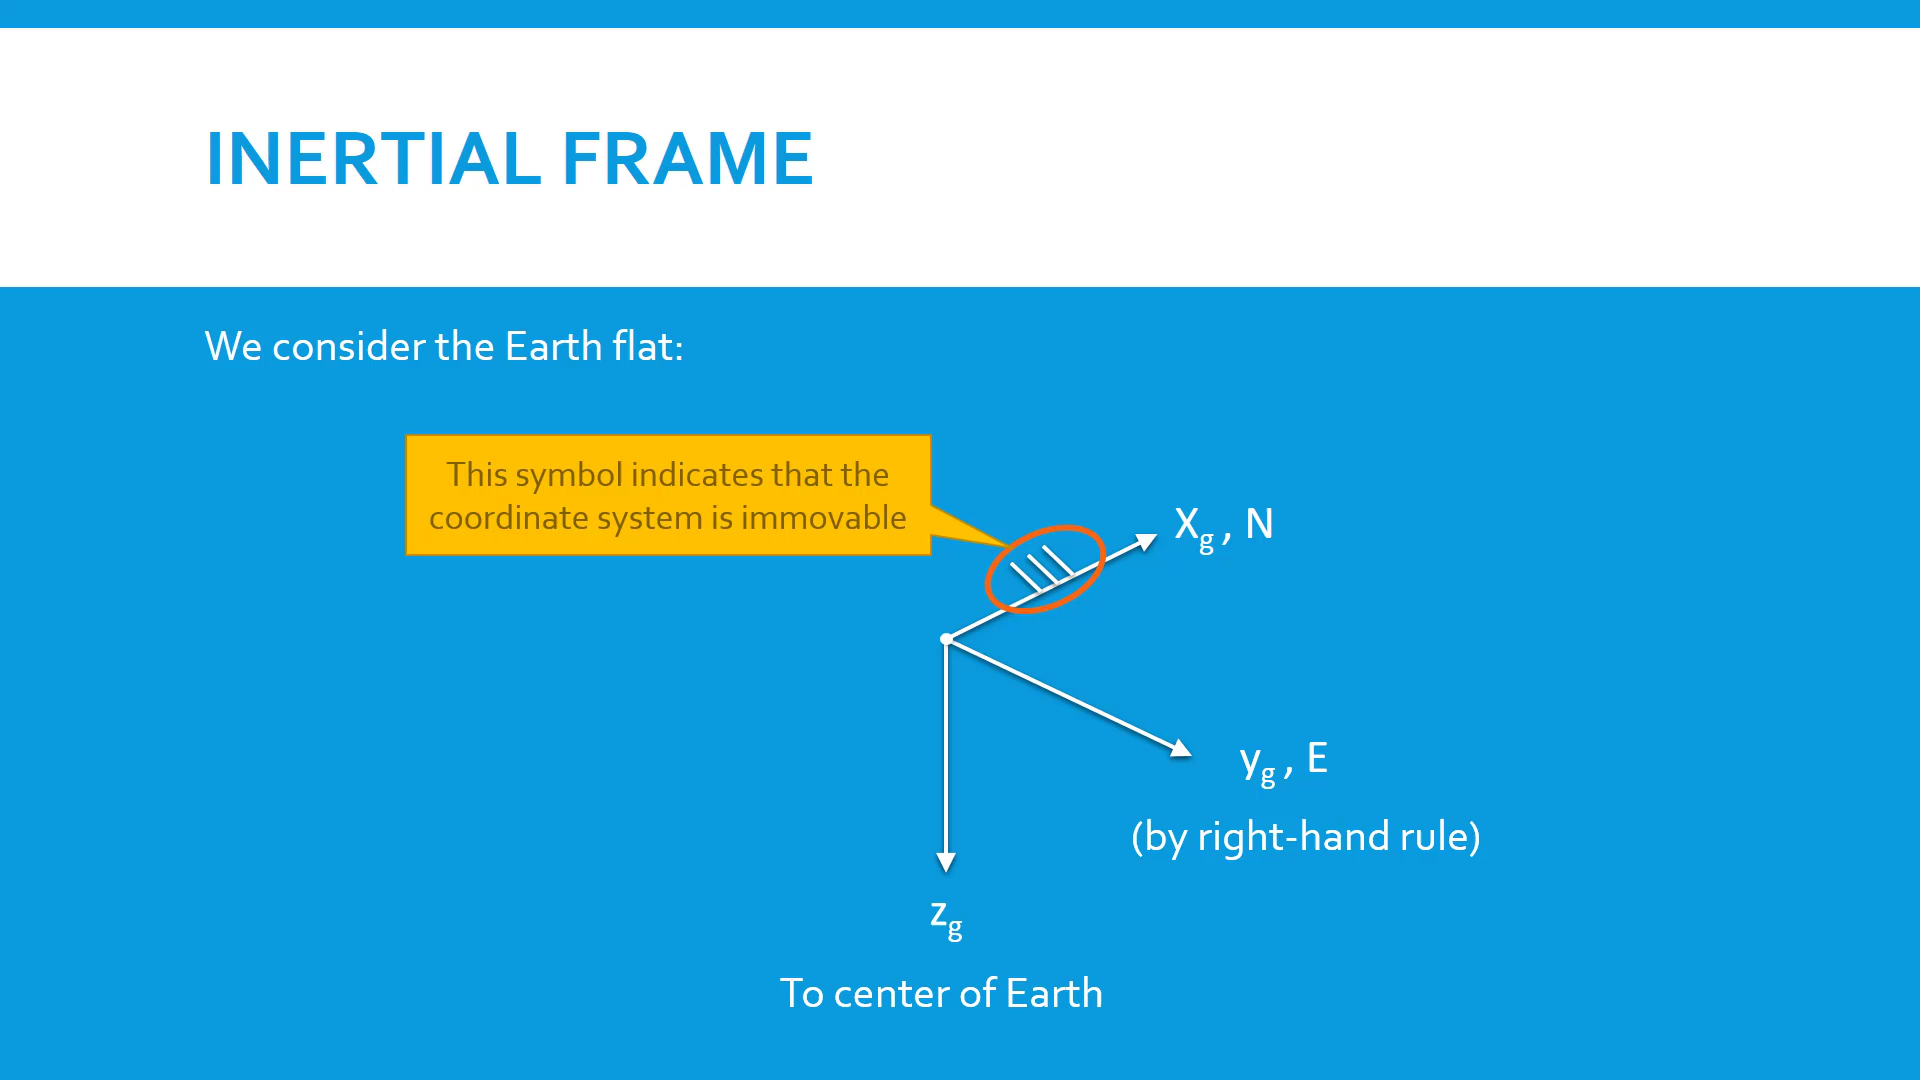 INERTIAL FRAME
We consider the Earth flat:
This symbol indicates that the
coordinate system is immovable
Xg , N
yg , E
(by right-hand rule)
zg
To center of Earth